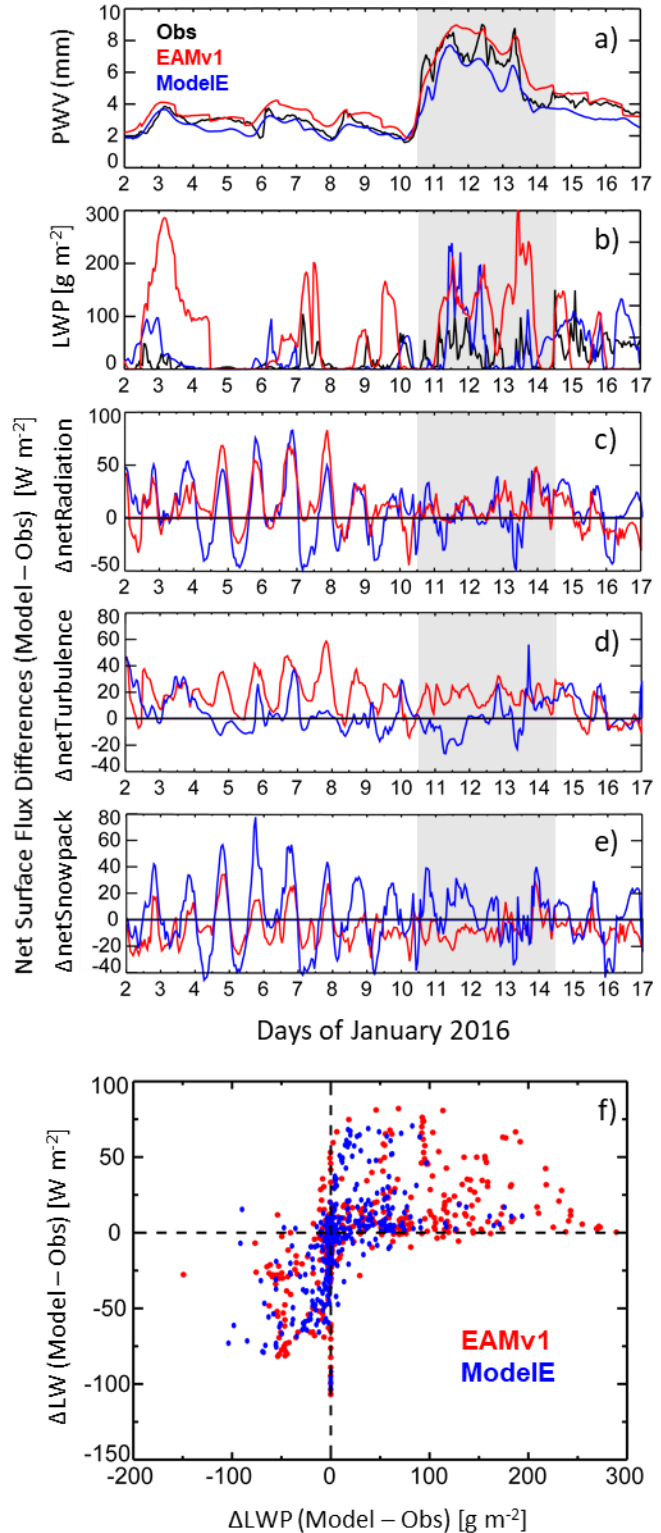 Obs
EAMv1
ModelE
a)
PWV (mm)
10
8
6
4
2
0
2 3 4 5 6 7 8 9 10 11 12 13 14 15 16 17
b)
LWP [g m-2]
300
200
100
0
2 3 4 5 6 7 8 9 10 11 12 13 14 15 16 17
Net Surface Flux Differences (Model – Obs) [W m-2]
c)
ΔnetRadiation
100
50
0
-50
2 3 4 5 6 7 8 9 10 11 12 13 14 15 16 17
d)
ΔnetTurbulence
80
60
40
20
0
-20
-40
2 3 4 5 6 7 8 9 10 11 12 13 14 15 16 17
e)
ΔnetSnowpack
80
60
40
20
0
-20
-40
2 3 4 5 6 7 8 9 10 11 12 13 14 15 16 17
Days of January 2016
f)
ΔLW (Model – Obs) [W m-2]
100
50
0
-50
-100
-150
EAMv1
ModelE
-200 -100 0 100 200 300
ΔLWP (Model – Obs) [g m-2]